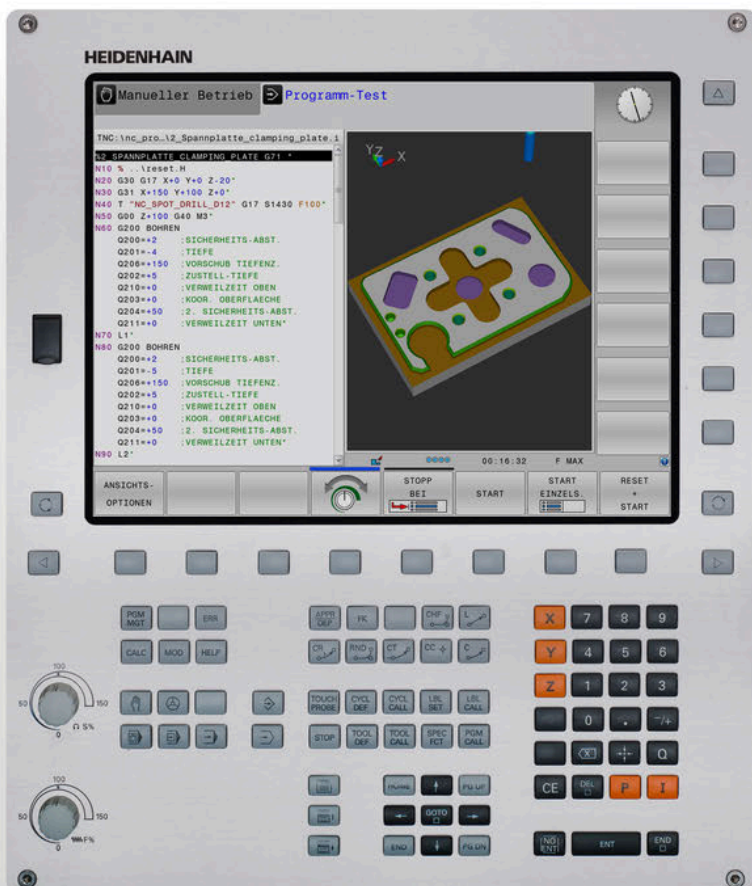 HEIDENHAIN
Manueller Betrieb
Programm-Test
TNC:\nc_pro…\2_Spannplatte_clamping_plate.i
%2_SPANNPLATTE_CLAMPING_PLATE G71 *
N10 % ..\reset.H
N20 G30 G17 X+0 Y+0 Z-20*
N30 G31 X+150 Y+100 Z+0*
N40 T "NC_SPOT_DRILL_D12" G17 S1430 F100*
N50 G00 Z+100 G40 M3*
N60 G200 BOHREN
Q200=+2 ;SICHERHEITS-ABST.
Q201=-4 ;TIEFE
Q206=+150 ;VORSCHUB TIEFENZ.
Q202=+5 ;ZUSTELL-TIEFE
Q210=+0 ;VERWEILZEIT OBEN
Q203=+0 ;KOOR. OBERFLAECHE
Q204=+50 ;2. SICHERHEITS-ABST.
Q211=+0 ;VERWEILZEIT UNTEN*
N70 L1*
N80 G200 BOHREN
Q200=+2 ;SICHERHEITS-ABST.
Q201=-5 ;TIEFE
Q206=+150 ;VORSCHUB TIEFENZ.
Q202=+5 ;ZUSTELL-TIEFE
Q210=+0 ;VERWEILZEIT OBEN
Q203=+0 ;KOOR. OBERFLAECHE
Q204=+50 ;2. SICHERHEITS-ABST.
Q211=+0 ;VERWEILZEIT UNTEN*
N90 L2*
Y Z X
00:16:32 F MAX
ANSICHTS-
OPTIONEN
STOPP
BEI
START
START
EINZELS.
RESET
+
START
PGM
MGT
ERR
CALC
MOD
HELP
APPR
DEP
FK
CHF
L
CR
RND
CT
CC
C
TOUCH
PROBE
CYCL
DEF
CYCL
CALL
LBL
SET
LBL
CALL
STOP
TOOL
DEF
TOOL
CALL
SPEC
FCT
PGM
CALL
HOME
PG UP
GOTO
END
PG DN
X 7 8 9
Y 4 5 6
Z 1 2 3
0 . -/+
X Q
CE
DEL
P I
NO
ENT
ENT
END
100
50 150
0
S%
100
50 150
0
F%